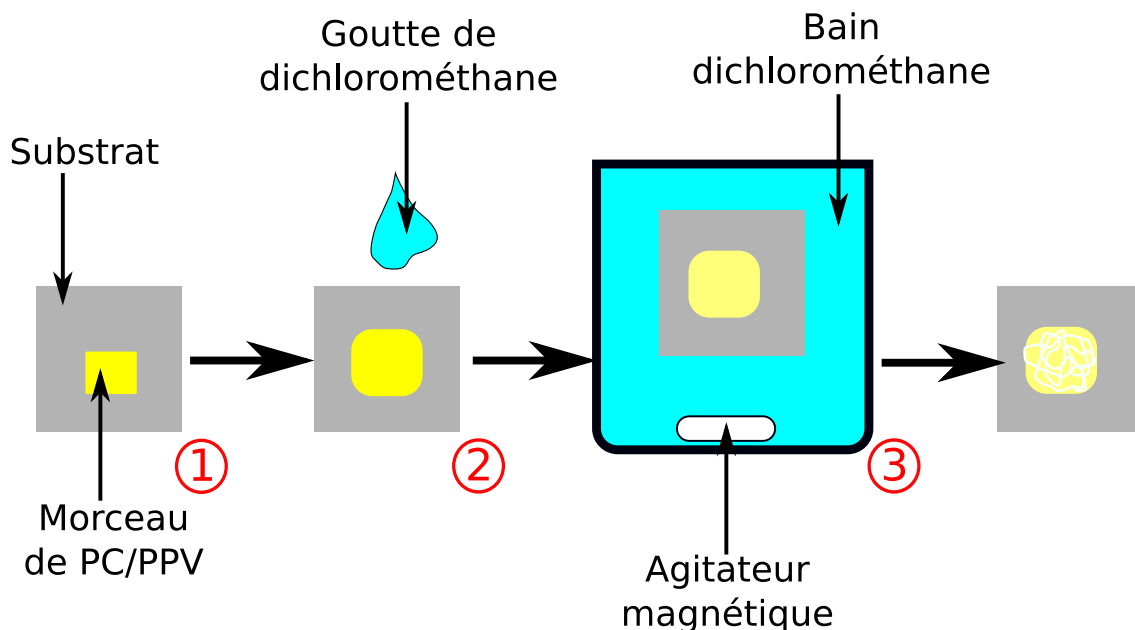 Goutte de
dichlorométhane
Bain
dichlorométhane
Substrat
①
②
③
Morceau
de PC/PPV
Agitateur
magnétique